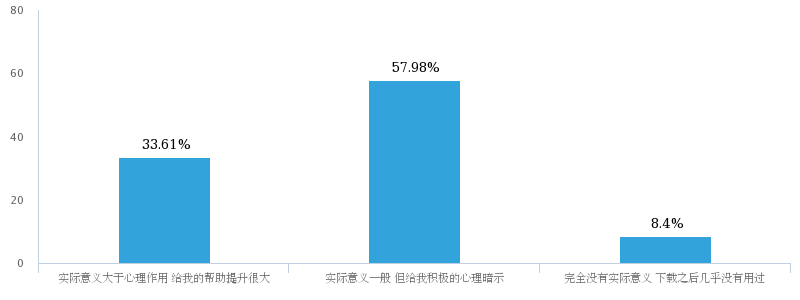 80
60
40
20
0
33.61%
57.98%
8.4%
实际意义大于心理作用 给我的帮助提升很大
实际意义一般 但给我积极的心理暗示
完全没有实际意义 下载之后几乎没有用过